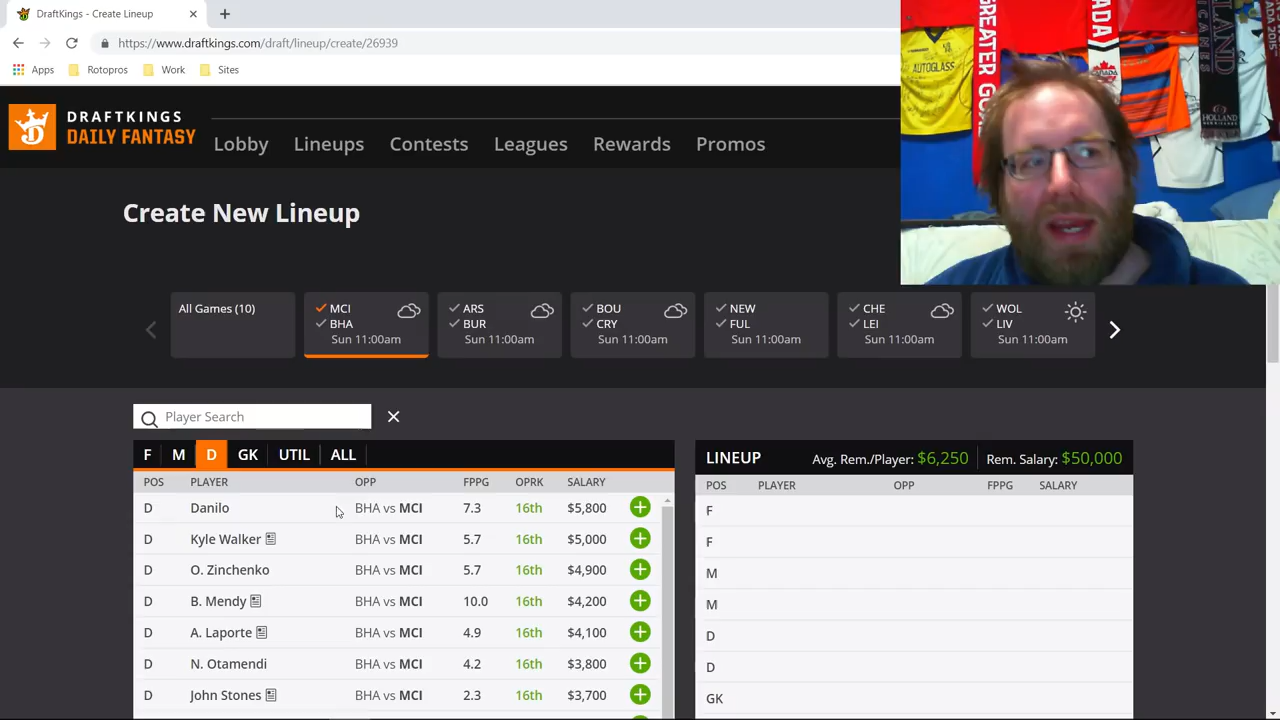 DraftKings - Create Lineup
https://www.draftkings.com/draft/lineup/create/26939
Apps Rotopros Work Sites
DRAFTKINGS
DAILY FANTASY
Lobby Lineups Contests Leagues Rewards Promos
Create New Lineup
All Games (10)
MCI
BHA
Sun 11:00am
ARS
BUR
Sun 11:00am
BOU
CRY
Sun 11:00am
NEW
FUL
Sun 11:00am
CHE
LEI
Sun 11:00am
WOL
LIV
Sun 11:00am
Player Search
F M D GK UTIL ALL
POS PLAYER OPP FPPG OPRK SALARY
D Danilo BHA vs MCI 7.3 16th $5,800
D Kyle Walker BHA vs MCI 5.7 16th $5,000
D O. Zinchenko BHA vs MCI 5.7 16th $4,900
D B. Mendy BHA vs MCI 10.0 16th $4,200
D A. Laporte BHA vs MCI 4.9 16th $4,100
D N. Otamendi BHA vs MCI 4.2 16th $3,800
D John Stones BHA vs MCI 2.3 16th $3,700
LINEUP Avg. Rem./Player: $6,250 Rem. Salary: $50,000
POS PLAYER OPP FPPG SALARY
F
F
M
M
D
D
GK
GREATER GOA
ADA
CANADA 2015
AUTOGLASS
HOLLAND